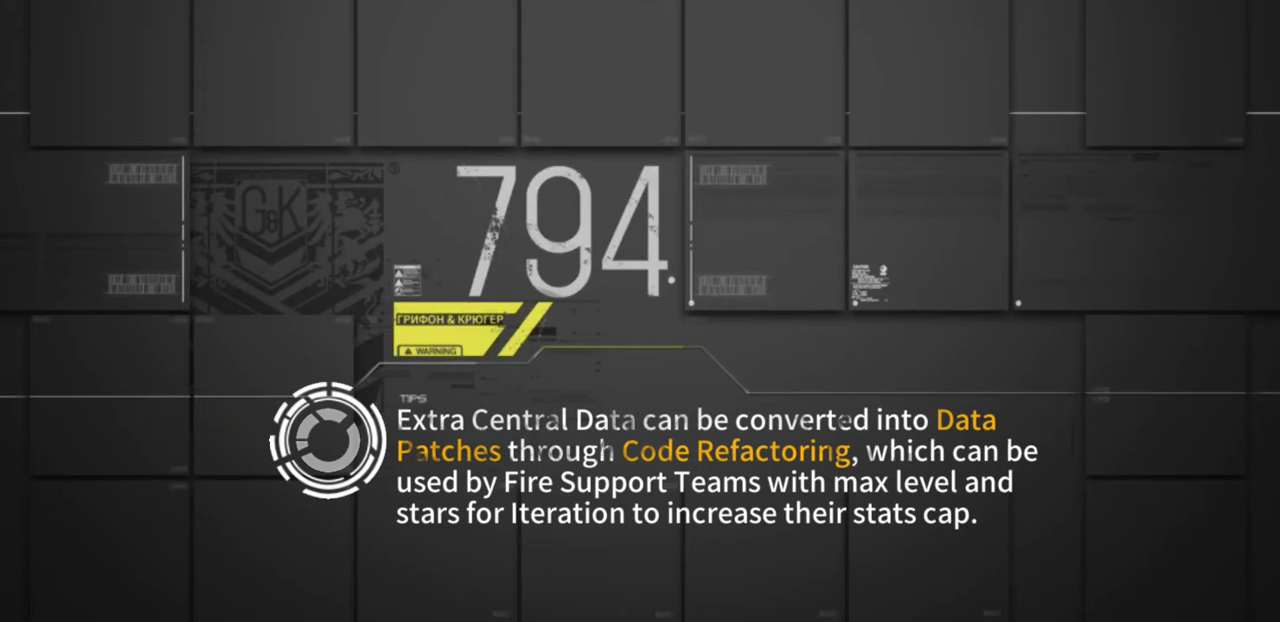 G&K
794.
ГРИФОН & КРЮГЕР
WARNING
TIPS
Extra Central Data can be converted into Data
Patches through Code Refactoring, which can be
used by Fire Support Teams with max level and
stars for Iteration to increase their stats cap.